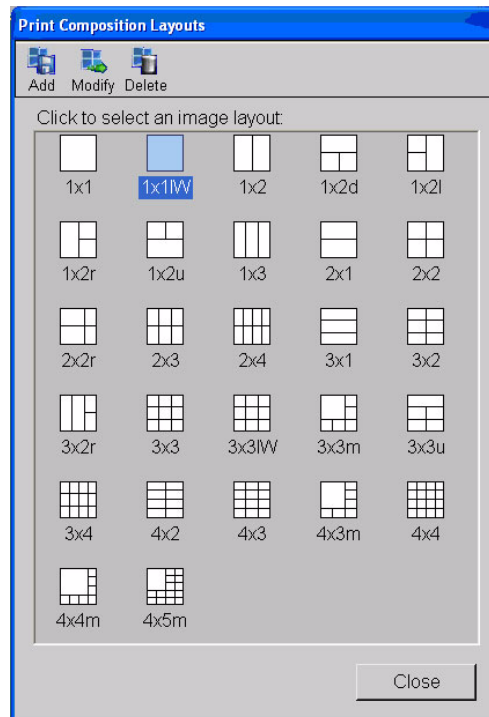 Print Composition Layouts
Add Modify Delete
Click to select an image layout:
1x1 1x1IW 1x2 1x2d 1x2l
1x2r 1x2u 1x3 2x1 2x2
2x2r 2x3 2x4 3x1 3x2
3x2r 3x3 3x3IW 3x3m 3x3u
3x4 4x2 4x3 4x3m 4x4
4x4m 4x5m
Close